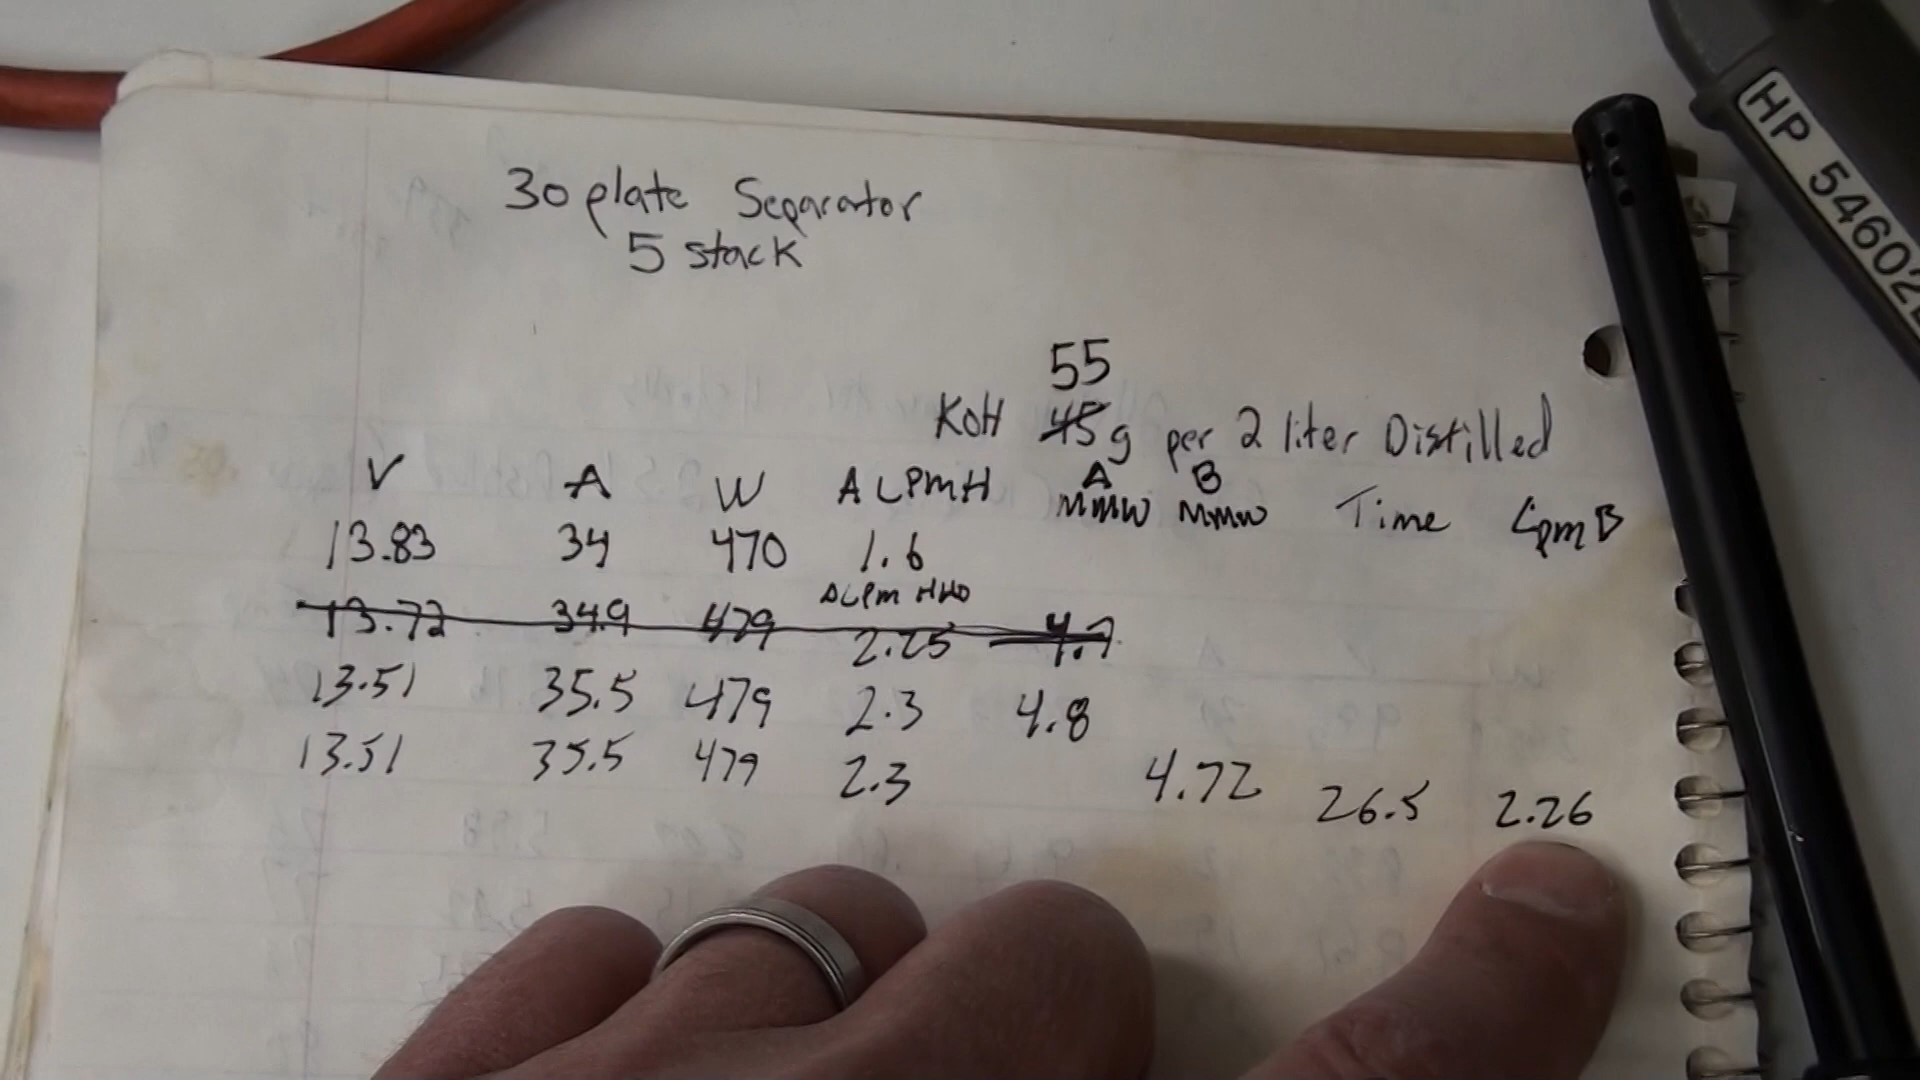 30 plate Separator
5 stack
55
KOH 45g per 2 liter Distilled
V A W ALPMH A MMW B MMW Time LpmB
13.83 34 470 1.6
ALPm HHO
13.72 34.9 479 2.25 4.7
13.51 35.5 479 2.3 4.8
13.51 35.5 479 2.3 4.72 26.5 2.26
HP 54602